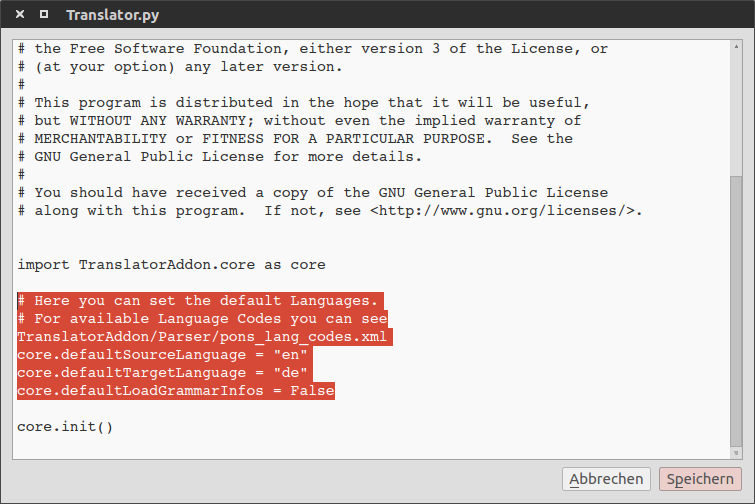 Translator.py
# the Free Software Foundation, either version 3 of the License, or
# (at your option) any later version.
#
# This program is distributed in the hope that it will be useful,
# but WITHOUT ANY WARRANTY; without even the implied warranty of
# MERCHANTABILITY or FITNESS FOR A PARTICULAR PURPOSE.  See the
# GNU General Public License for more details.
#
# You should have received a copy of the GNU General Public License
# along with this program.  If not, see <http://www.gnu.org/licenses/>.
import TranslatorAddon.core as core
# Here you can set the default Languages.
# For available Language Codes you can see
TranslatorAddon/Parser/pons_lang_codes.xml
core.defaultSourceLanguage = "en"
core.defaultTargetLanguage = "de"
core.defaultLoadGrammarInfos = False
core.init()
Abbrechen
Speichern